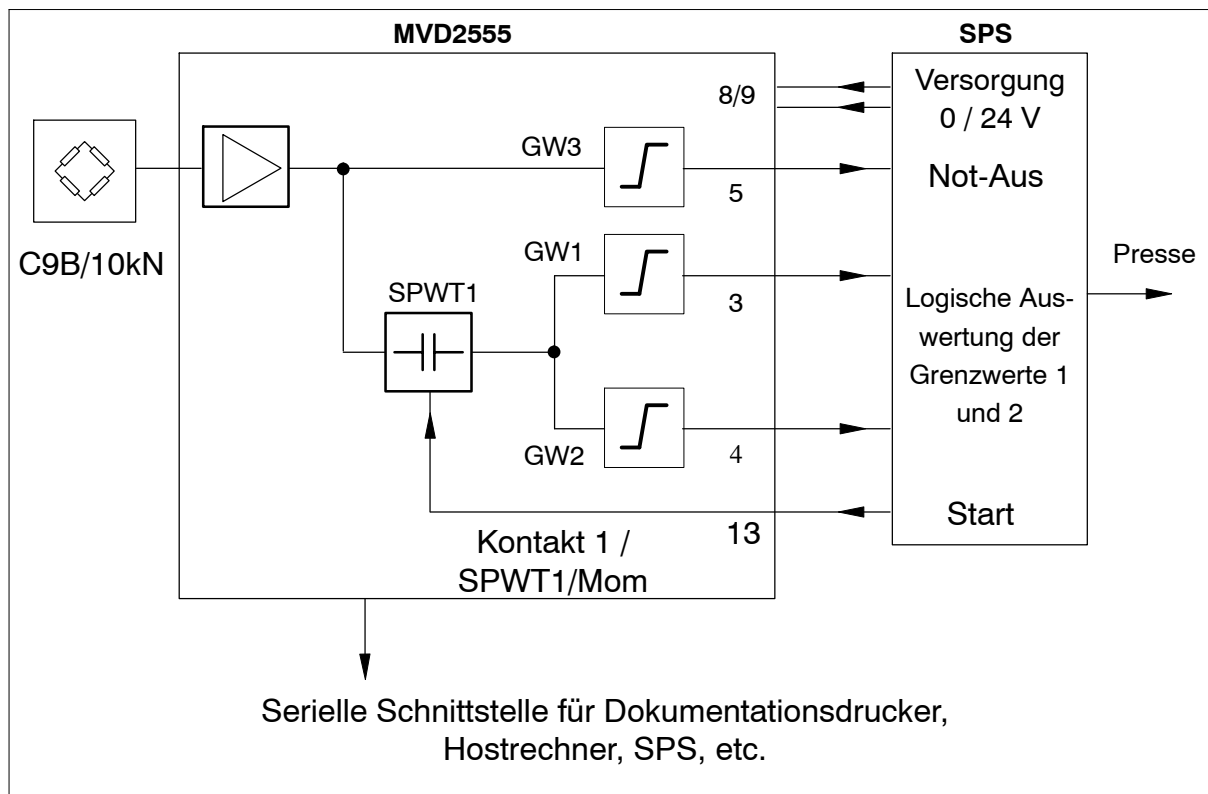 MVD2555
SPS
8/9
Versorgung
0 / 24 V
GW3
5
Not-Aus
C9B/10kN
GW1
3
Presse
SPWT1
Logische Aus-
wertung der
Grenzwerte 1
und 2
GW2
4
13
Start
Kontakt 1 /
SPWT1/Mom
Serielle Schnittstelle für Dokumentationsdrucker,
Hostrechner, SPS, etc.